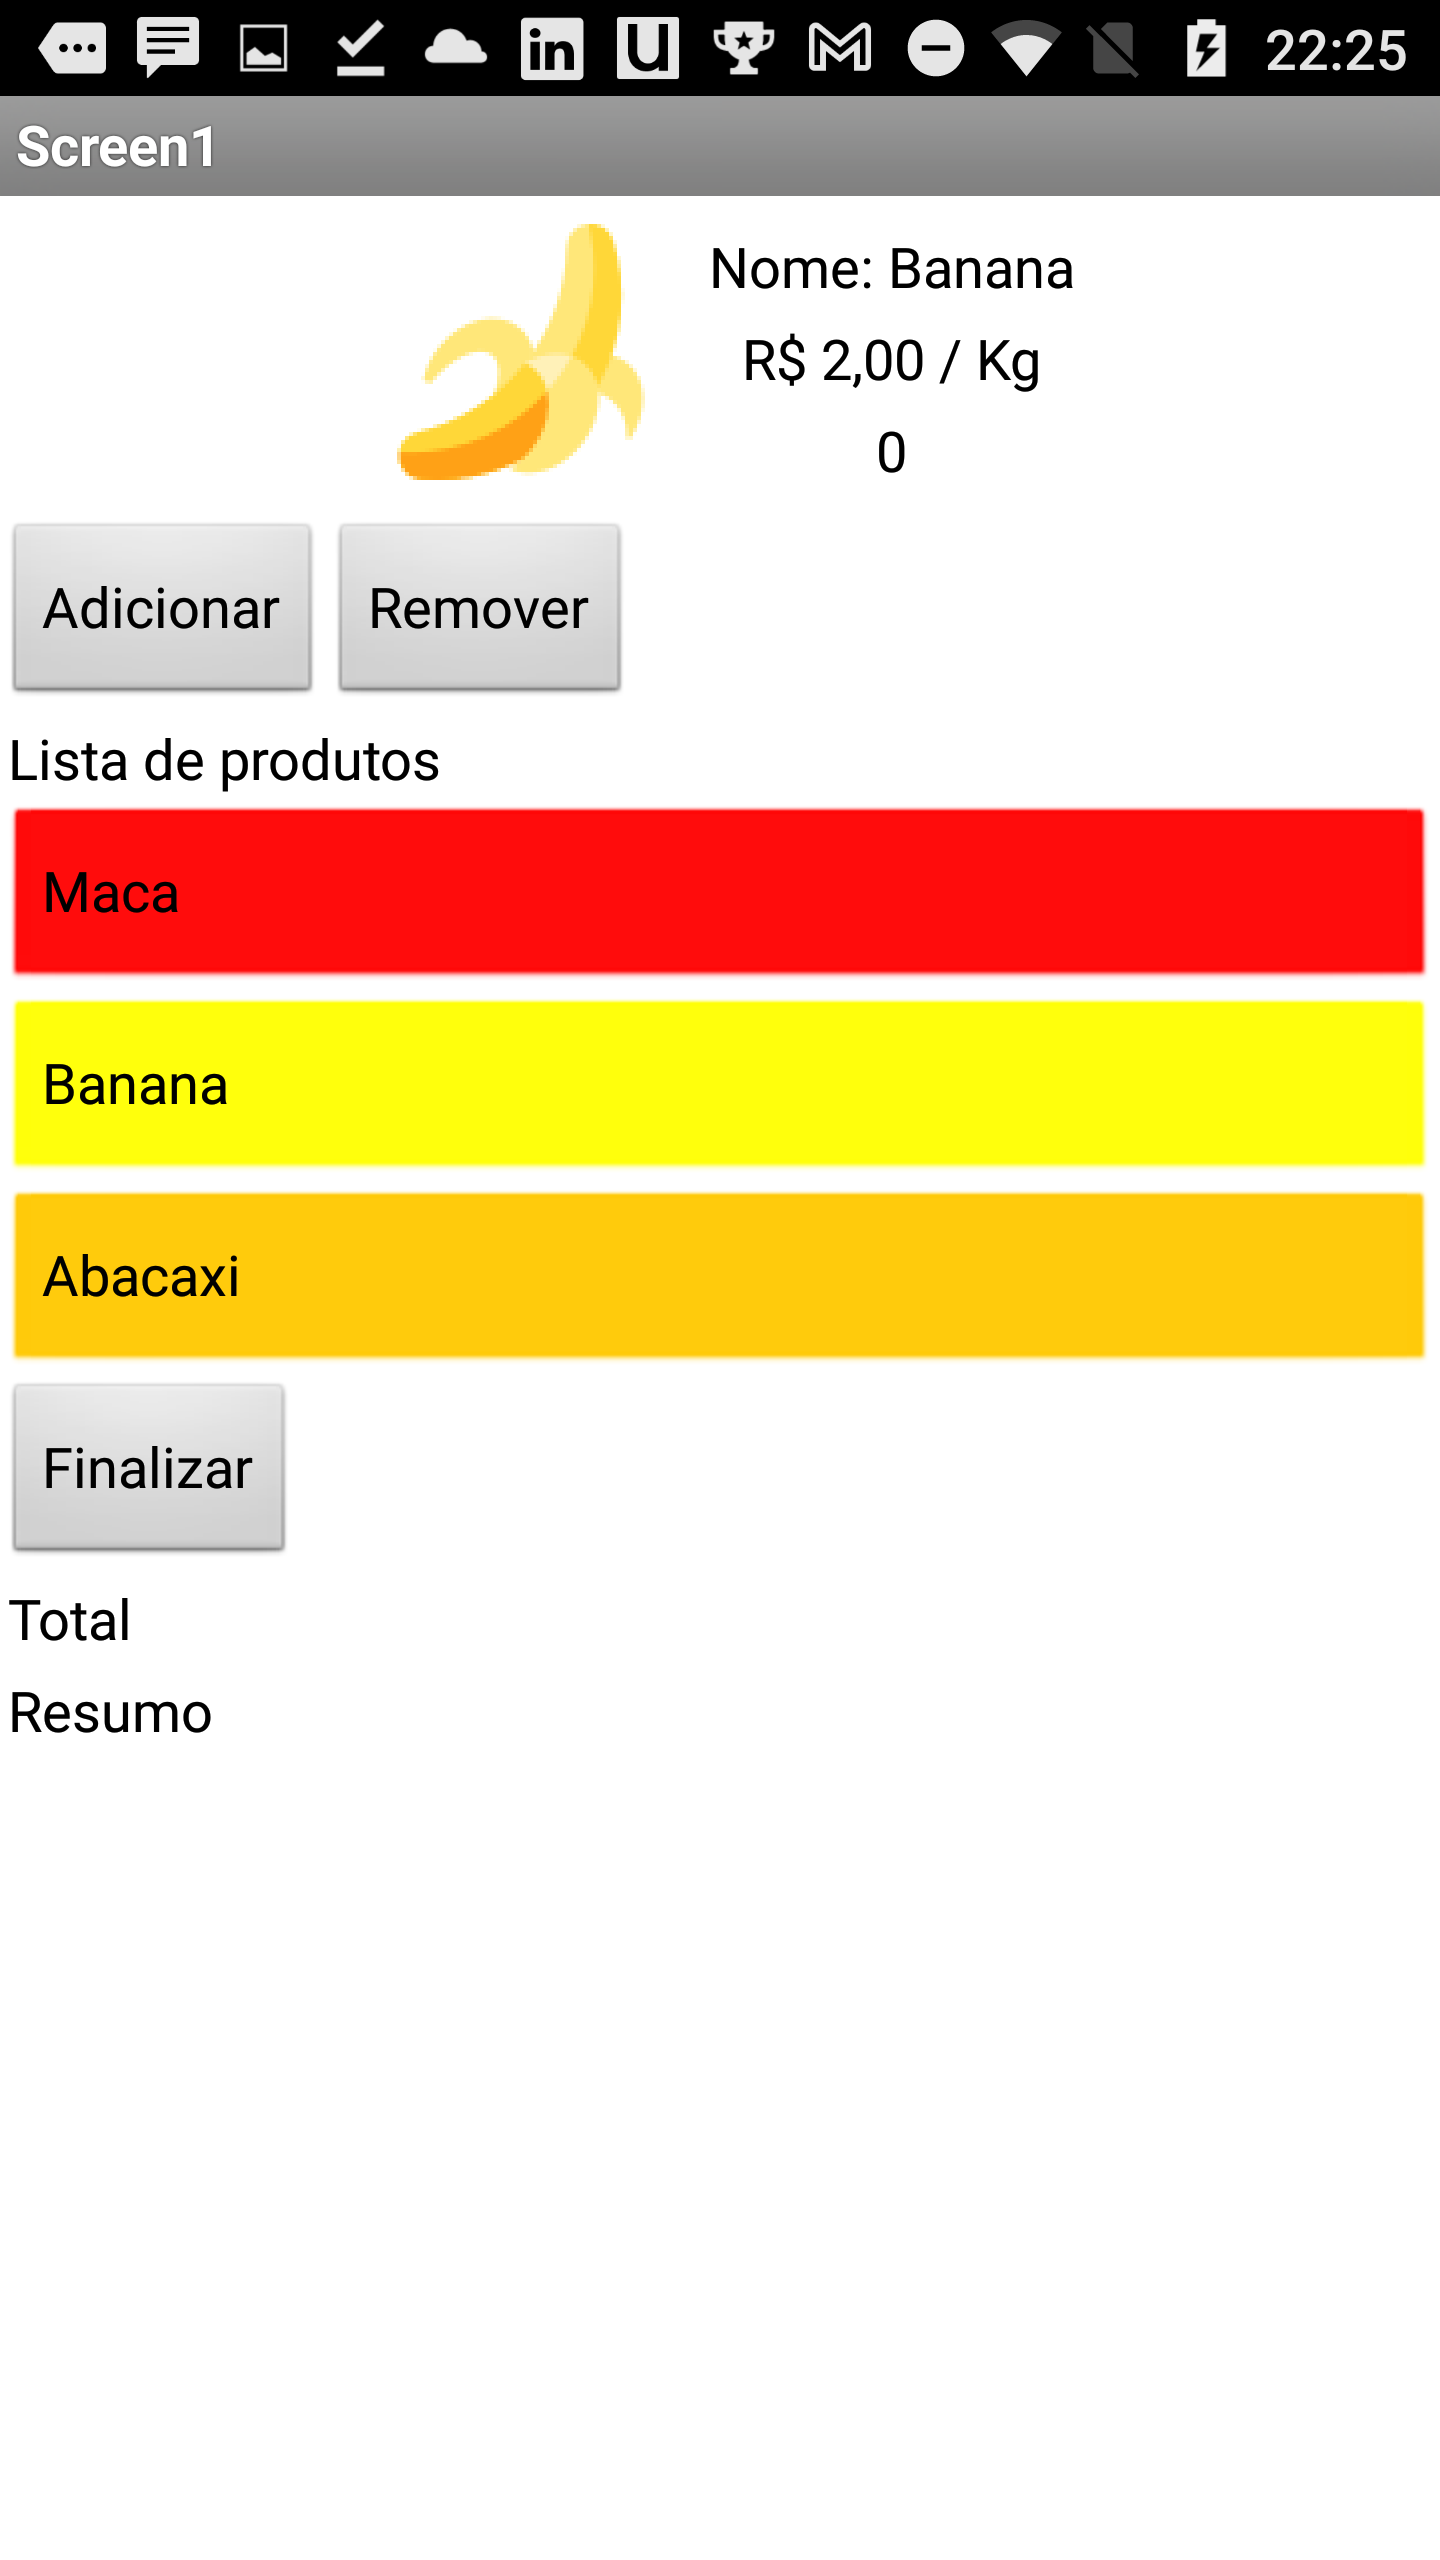 22:25
Screen1
Nome: Banana
R$ 2,00 / Kg
0
Adicionar Remover
Lista de produtos
Maca
Banana
Abacaxi
Finalizar
Total
Resumo